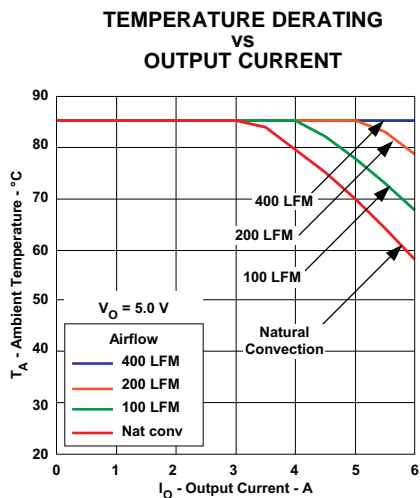 TEMPERATURE DERATING
vs
OUTPUT CURRENT
90
80
70
60
50
40
30
20
T_A - Ambient Temperature - °C
400 LFM
200 LFM
100 LFM
Natural
Convection
V_O = 5.0 V
Airflow
400 LFM
200 LFM
100 LFM
Nat conv
0
1
2
3
4
5
6
I_O - Output Current - A